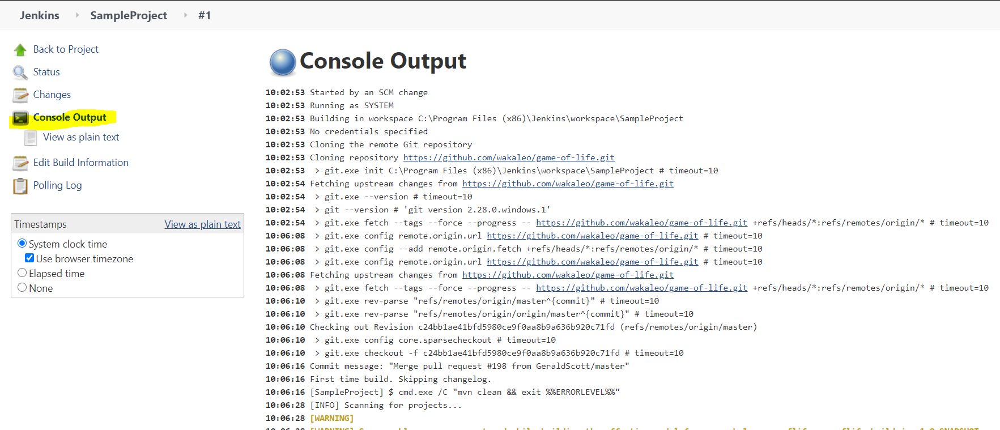 Jenkins SampleProject #1
Back to Project
Status
Changes
Console Output
View as plain text
Edit Build Information
Polling Log
Timestamps View as plain text
System clock time
Use browser timezone
Elapsed time
None
Console Output
10:02:53 Started by an SCM change
10:02:53 Running as SYSTEM
10:02:53 Building in workspace C:\Program Files (x86)\Jenkins\workspace\SampleProject
10:02:53 No credentials specified
10:02:53 Cloning the remote Git repository
10:02:53 Cloning repository https://github.com/wakaleo/game-of-life.git
10:02:53  > git.exe init C:\Program Files (x86)\Jenkins\workspace\SampleProject # timeout=10
10:02:54 Fetching upstream changes from https://github.com/wakaleo/game-of-life.git
10:02:54  > git.exe --version # timeout=10
10:02:54  > git --version # 'git version 2.28.0.windows.1'
10:02:54  > git.exe fetch --tags --force --progress -- https://github.com/wakaleo/game-of-life.git +refs/heads/*:refs/remotes/origin/* # timeout=10
10:06:08  > git.exe config remote.origin.url https://github.com/wakaleo/game-of-life.git # timeout=10
10:06:08  > git.exe config --add remote.origin.fetch +refs/heads/*:refs/remotes/origin/* # timeout=10
10:06:08  > git.exe config remote.origin.url https://github.com/wakaleo/game-of-life.git # timeout=10
10:06:08 Fetching upstream changes from https://github.com/wakaleo/game-of-life.git
10:06:08  > git.exe fetch --tags --force --progress -- https://github.com/wakaleo/game-of-life.git +refs/heads/*:refs/remotes/origin/* # timeout=10
10:06:10  > git.exe rev-parse "refs/remotes/origin/master^{commit}" # timeout=10
10:06:10  > git.exe rev-parse "refs/remotes/origin/origin/master^{commit}" # timeout=10
10:06:10 Checking out Revision c24bb1ae41bfd5980ce9f0aa8b9a636b920c71fd (refs/remotes/origin/master)
10:06:10  > git.exe config core.sparsecheckout # timeout=10
10:06:10  > git.exe checkout -f c24bb1ae41bfd5980ce9f0aa8b9a636b920c71fd # timeout=10
10:06:16 Commit message: "Merge pull request #198 from GeraldScott/master"
10:06:16 First time build. Skipping changelog.
10:06:16 [SampleProject] $ cmd.exe /C "mvn clean && exit %%ERRORLEVEL%%"
10:06:28 [INFO] Scanning for projects...
10:06:28 [WARNING]